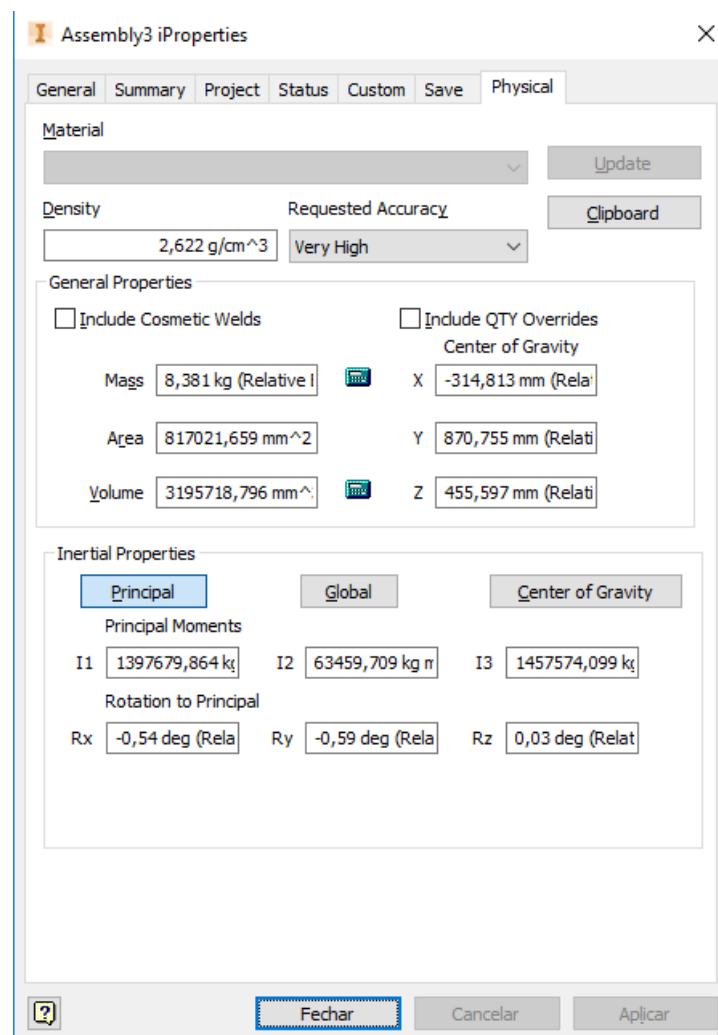 Assembly3 iProperties
General Summary Project Status Custom Save Physical
Material
Update
Density Requested Accuracy Clipboard
2,622 g/cm^3 Very High
General Properties
Include Cosmetic Welds Include QTY Overrides
Center of Gravity
Mass 8,381 kg (Relative X -314,813 mm (Rela
Area 817021,659 mm^2 Y 870,755 mm (Relati
Volume 3195718,796 mm^ Z 455,597 mm (Relati
Inertial Properties
Principal Global Center of Gravity
Principal Moments
I1 1397679,864 kg I2 63459,709 kg m I3 1457574,099 kg
Rotation to Principal
Rx -0,54 deg (Rela Ry -0,59 deg (Rela Rz 0,03 deg (Relat
Fechar Cancelar Aplicar